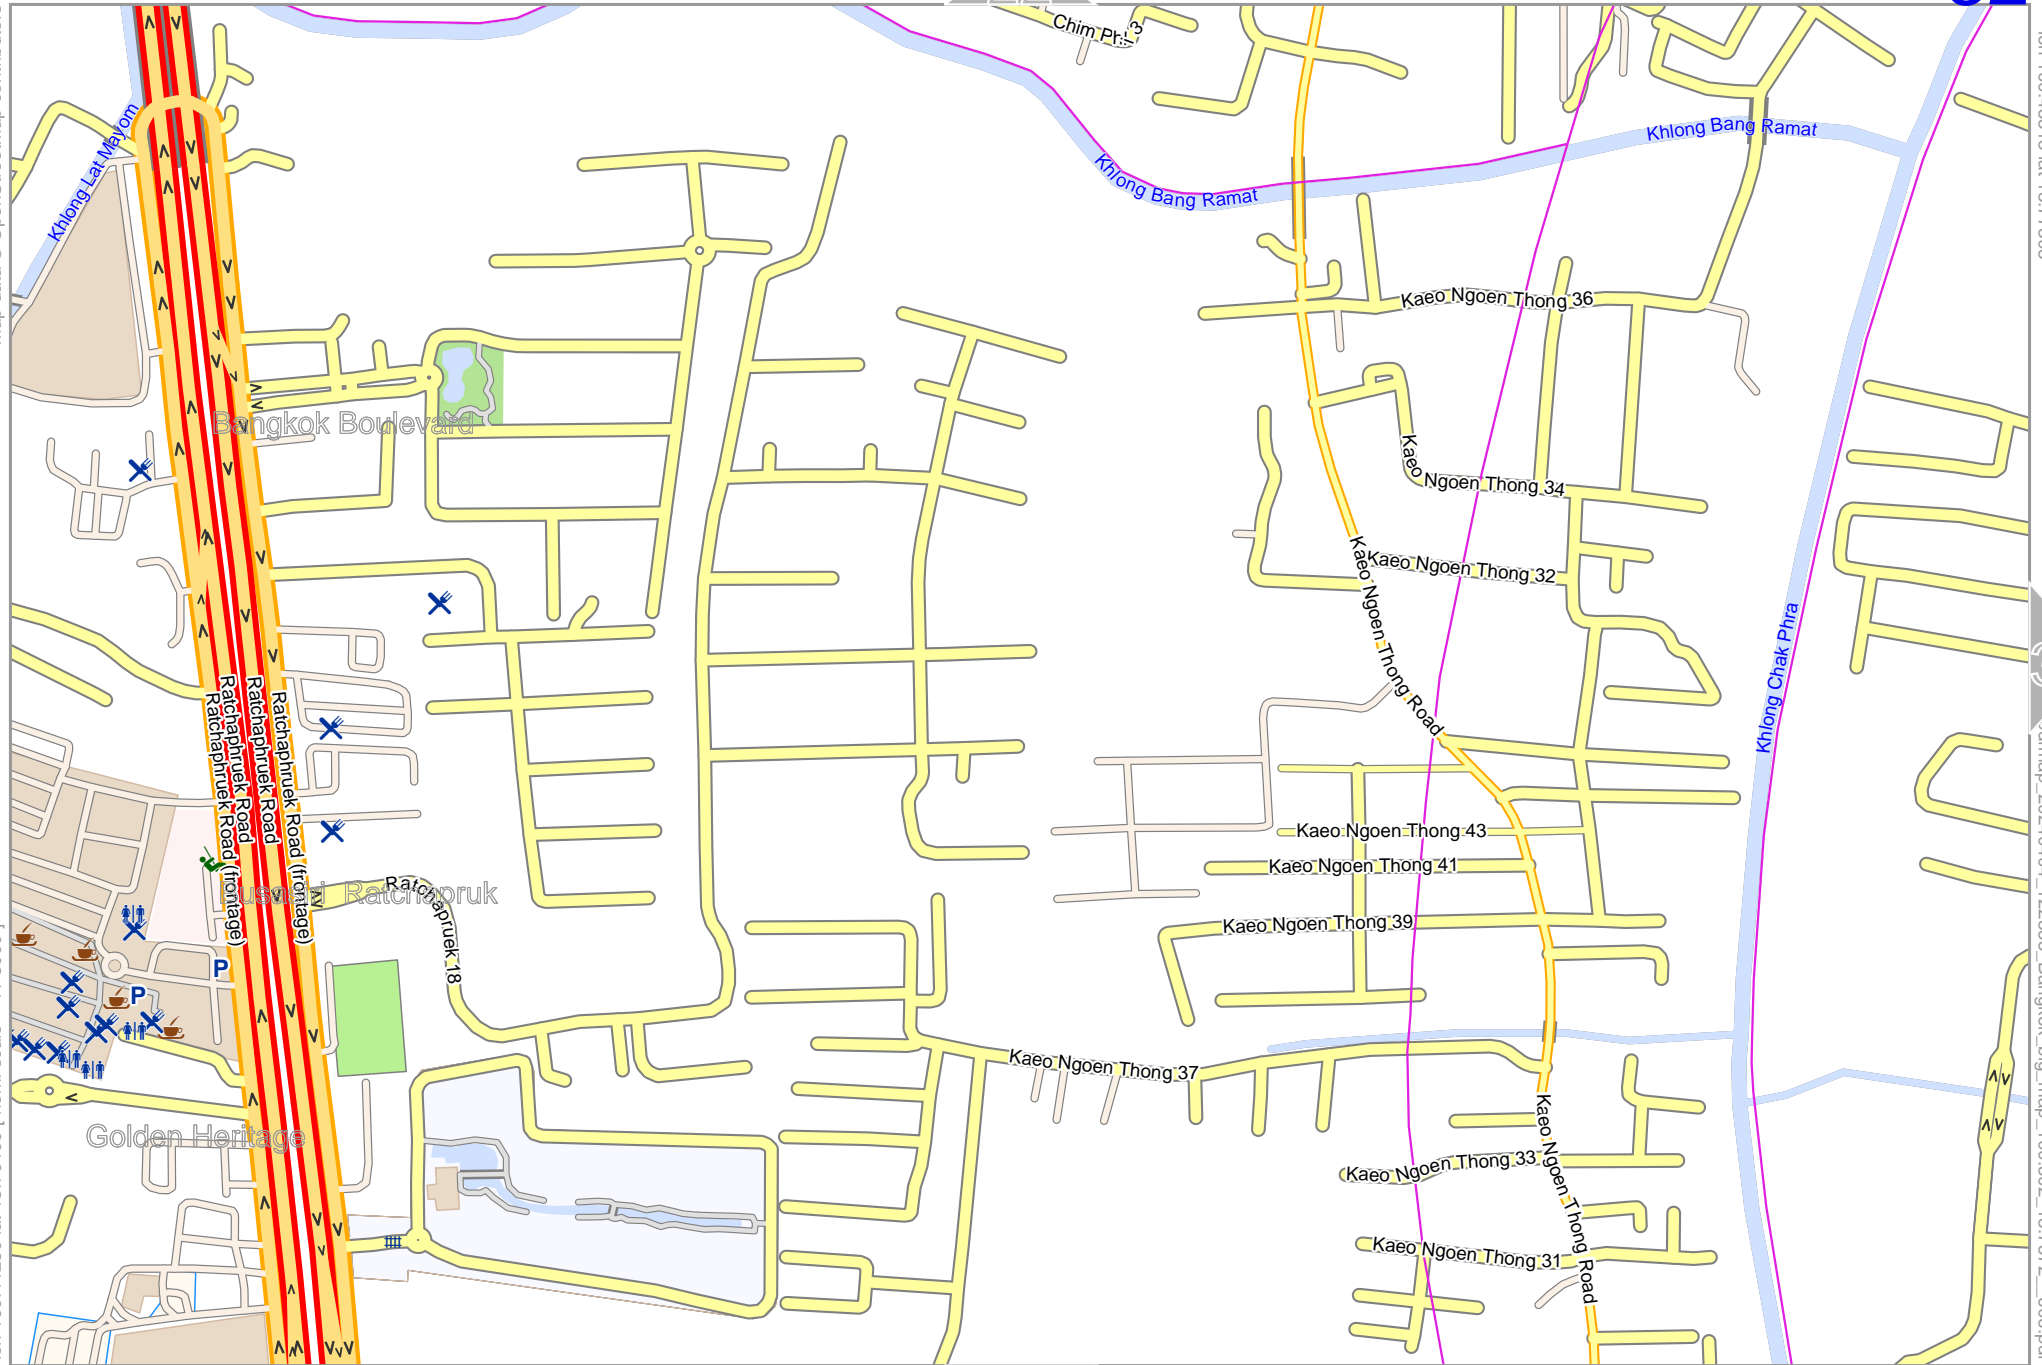 Chim Phli 3
Khlong Lat Mayom
Khlong Bang Ramat
Khlong Bang Ramat
Kaeo Ngoen Thong 36
Bangkok Boulevard
Kaeo Ngoen Thong 34
Kaeo Ngoen Thong 32
Kaeo Ngoen Thong Road
Khlong Chak Phra
Ratchaphruek Road (frontage)
Ratchaphruek Road
Ratchaphruek Road
Ratchaphruek Road (frontage)
Kaeo Ngoen Thong 43
Kaeo Ngoen Thong 41
Busasiri Ratchapruk
Ratchapruek 18
Kaeo Ngoen Thong 39
P
P
Kaeo Ngoen Thong 37
Golden Heritage
Kaeo Ngoen Thong Road
Kaeo Ngoen Thong 33
Kaeo Ngoen Thong 31